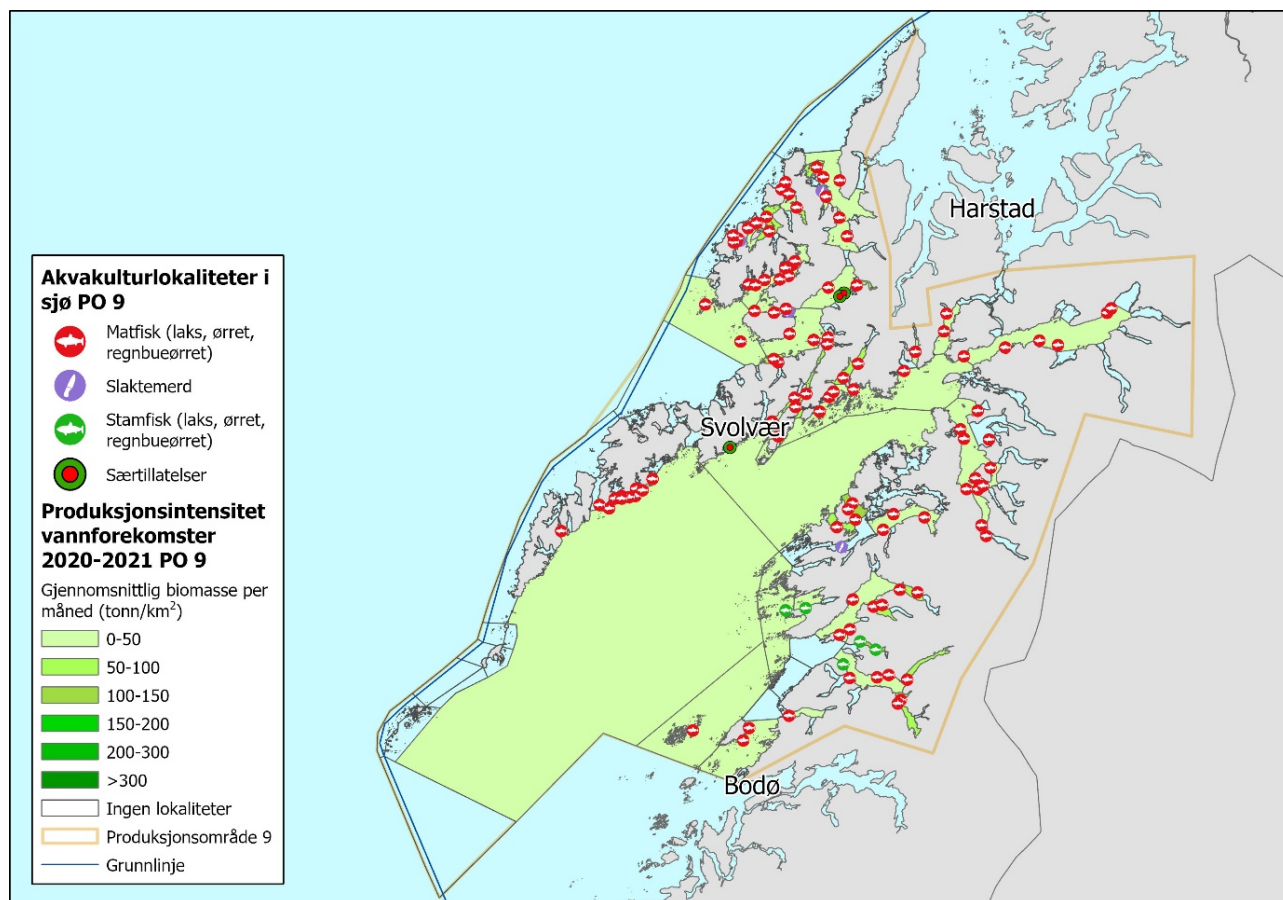 Harstad
Svolvær
Bodø
Akvakulturlokaliteter i
sjø PO 9
Matfisk (laks, ørret,
regnbueørret)
Slaktemerd
Stamfisk (laks, ørret,
regnbueørret)
Særtillatelser
Produksjonsintensitet
vannforekomster
2020-2021 PO 9
Gjennomsnittlig biomasse per
måned (tonn/km²)
0-50
50-100
100-150
150-200
200-300
>300
Ingen lokaliteter
Produksjonsområde 9
Grunnlinje